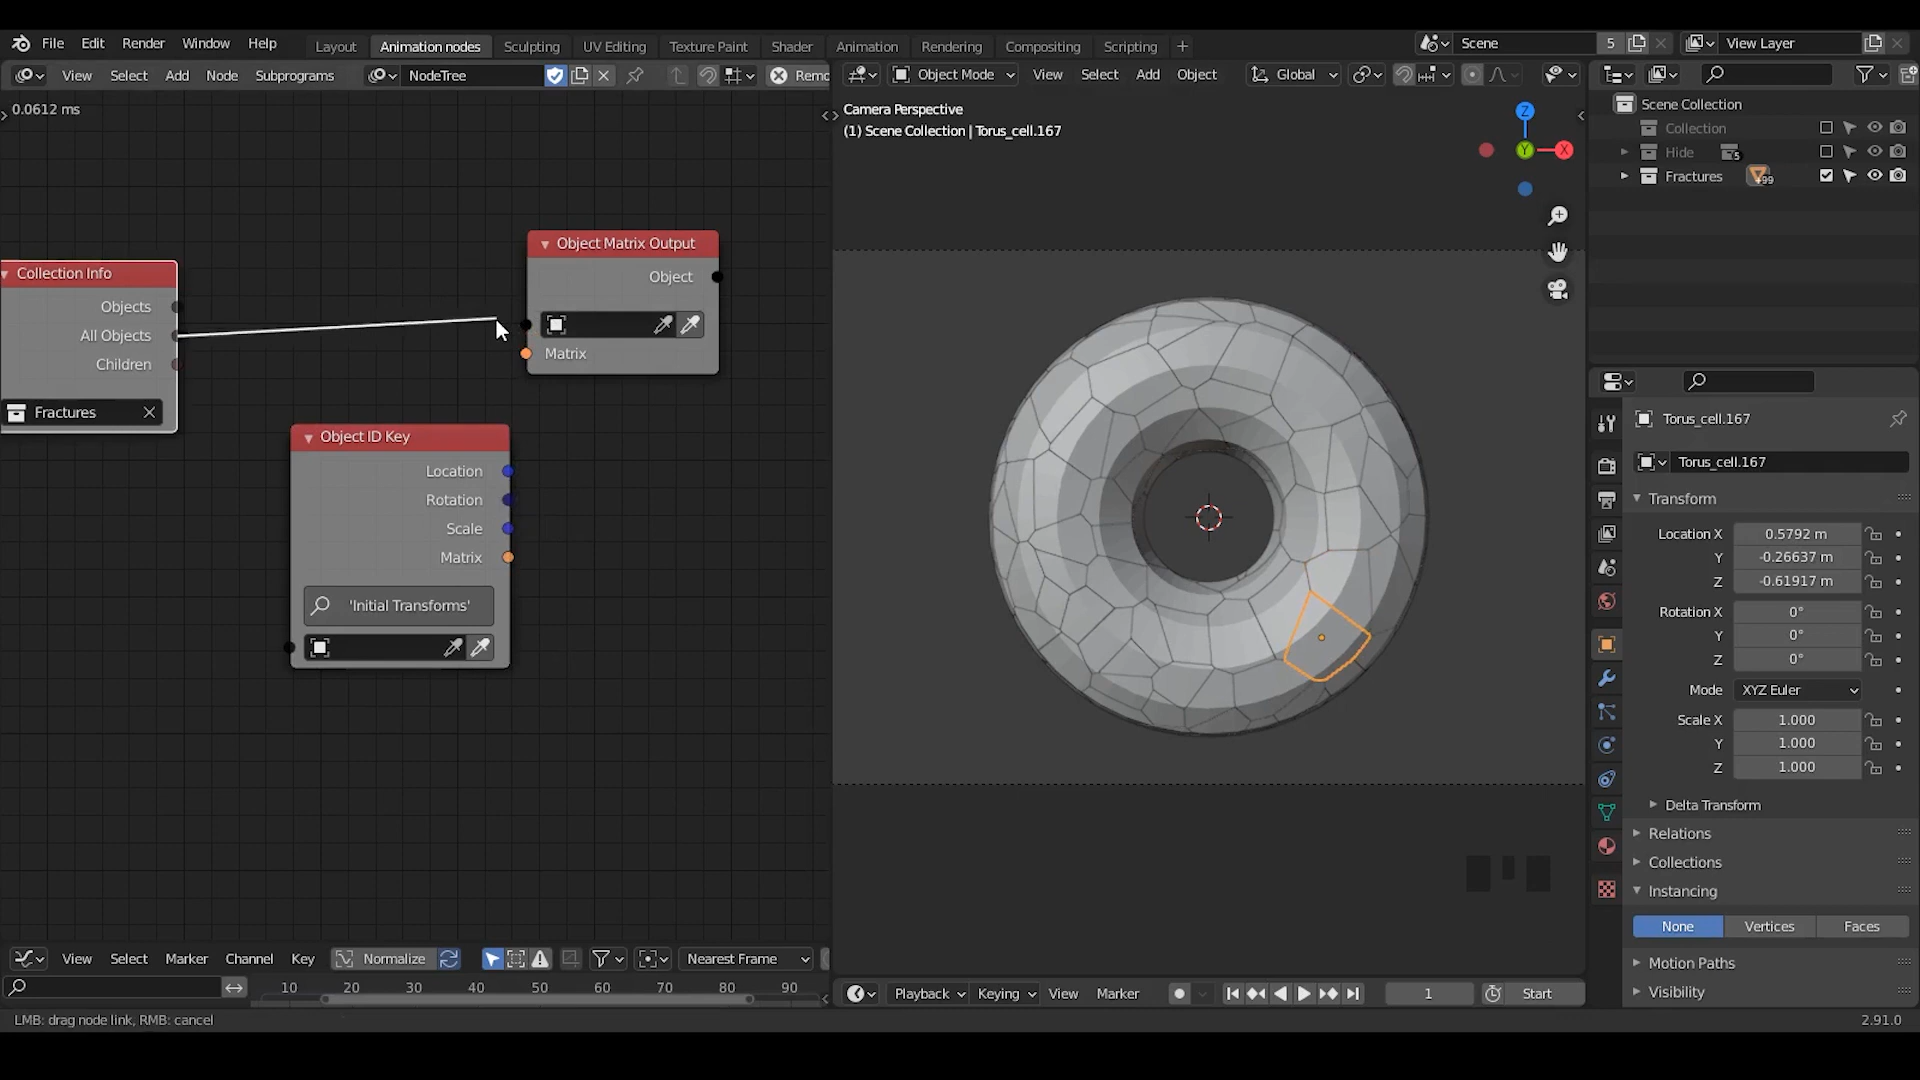 File Edit Render Window Help Layout Animation nodes Sculpting UV Editing Texture Paint Shader Animation Rendering Compositing Scripting + Scene 5 View Layer
View Select Add Node Subprograms NodeTree Remo Object Mode View Select Add Object Global
0.0612 ms
Camera Perspective
(1) Scene Collection | Torus_cell.167
Z
Y
X
Scene Collection
Collection
Hide 5
Fractures +99
Collection Info
Objects
All Objects
Children
Fractures
Object Matrix Output
Object
Matrix
Object ID Key
Location
Rotation
Scale
Matrix
'Initial Transforms'
Torus_cell.167
Torus_cell.167
Transform
Location X 0.5792 m
Y -0.26637 m
Z -0.61917 m
Rotation X 0°
Y 0°
Z 0°
Mode XYZ Euler
Scale X 1.000
Y 1.000
Z 1.000
Delta Transform
Relations
Collections
Instancing
None Vertices Faces
Motion Paths
Visibility
View Select Marker Channel Key Normalize Nearest Frame
10 20 30 40 50 60 70 80 90
Playback Keying View Marker 1 Start
LMB: drag node link, RMB: cancel
2.91.0